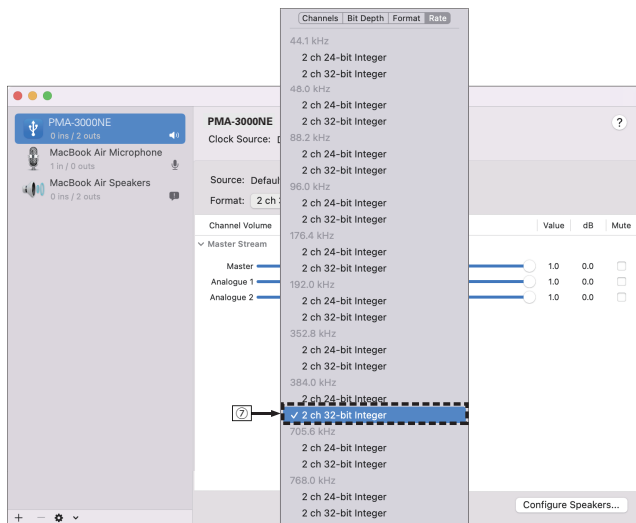 Channels Bit Depth Format Rate
44.1 kHz
2 ch 24-bit Integer
2 ch 32-bit Integer
48.0 kHz
2 ch 24-bit Integer
2 ch 32-bit Integer
88.2 kHz
2 ch 24-bit Integer
2 ch 32-bit Integer
96.0 kHz
2 ch 24-bit Integer
2 ch 32-bit Integer
176.4 kHz
2 ch 24-bit Integer
2 ch 32-bit Integer
192.0 kHz
2 ch 24-bit Integer
2 ch 32-bit Integer
352.8 kHz
2 ch 24-bit Integer
384.0 kHz
2 ch 24-bit Integer
⑦
✓ 2 ch 32-bit Integer
705.6 kHz
2 ch 24-bit Integer
2 ch 32-bit Integer
768.0 kHz
2 ch 24-bit Integer
2 ch 32-bit Integer
PMA-3000NE
0 ins / 2 outs
MacBook Air Microphone
1 in / 0 outs
MacBook Air Speakers
0 ins / 2 outs
PMA-3000NE
?
Clock Source:
Source: Default
Format: 2 ch
Channel Volume Value dB Mute
Master Stream
Master 1.0 0.0
Analogue 1 1.0 0.0
Analogue 2 1.0 0.0
Configure Speakers...
+ −